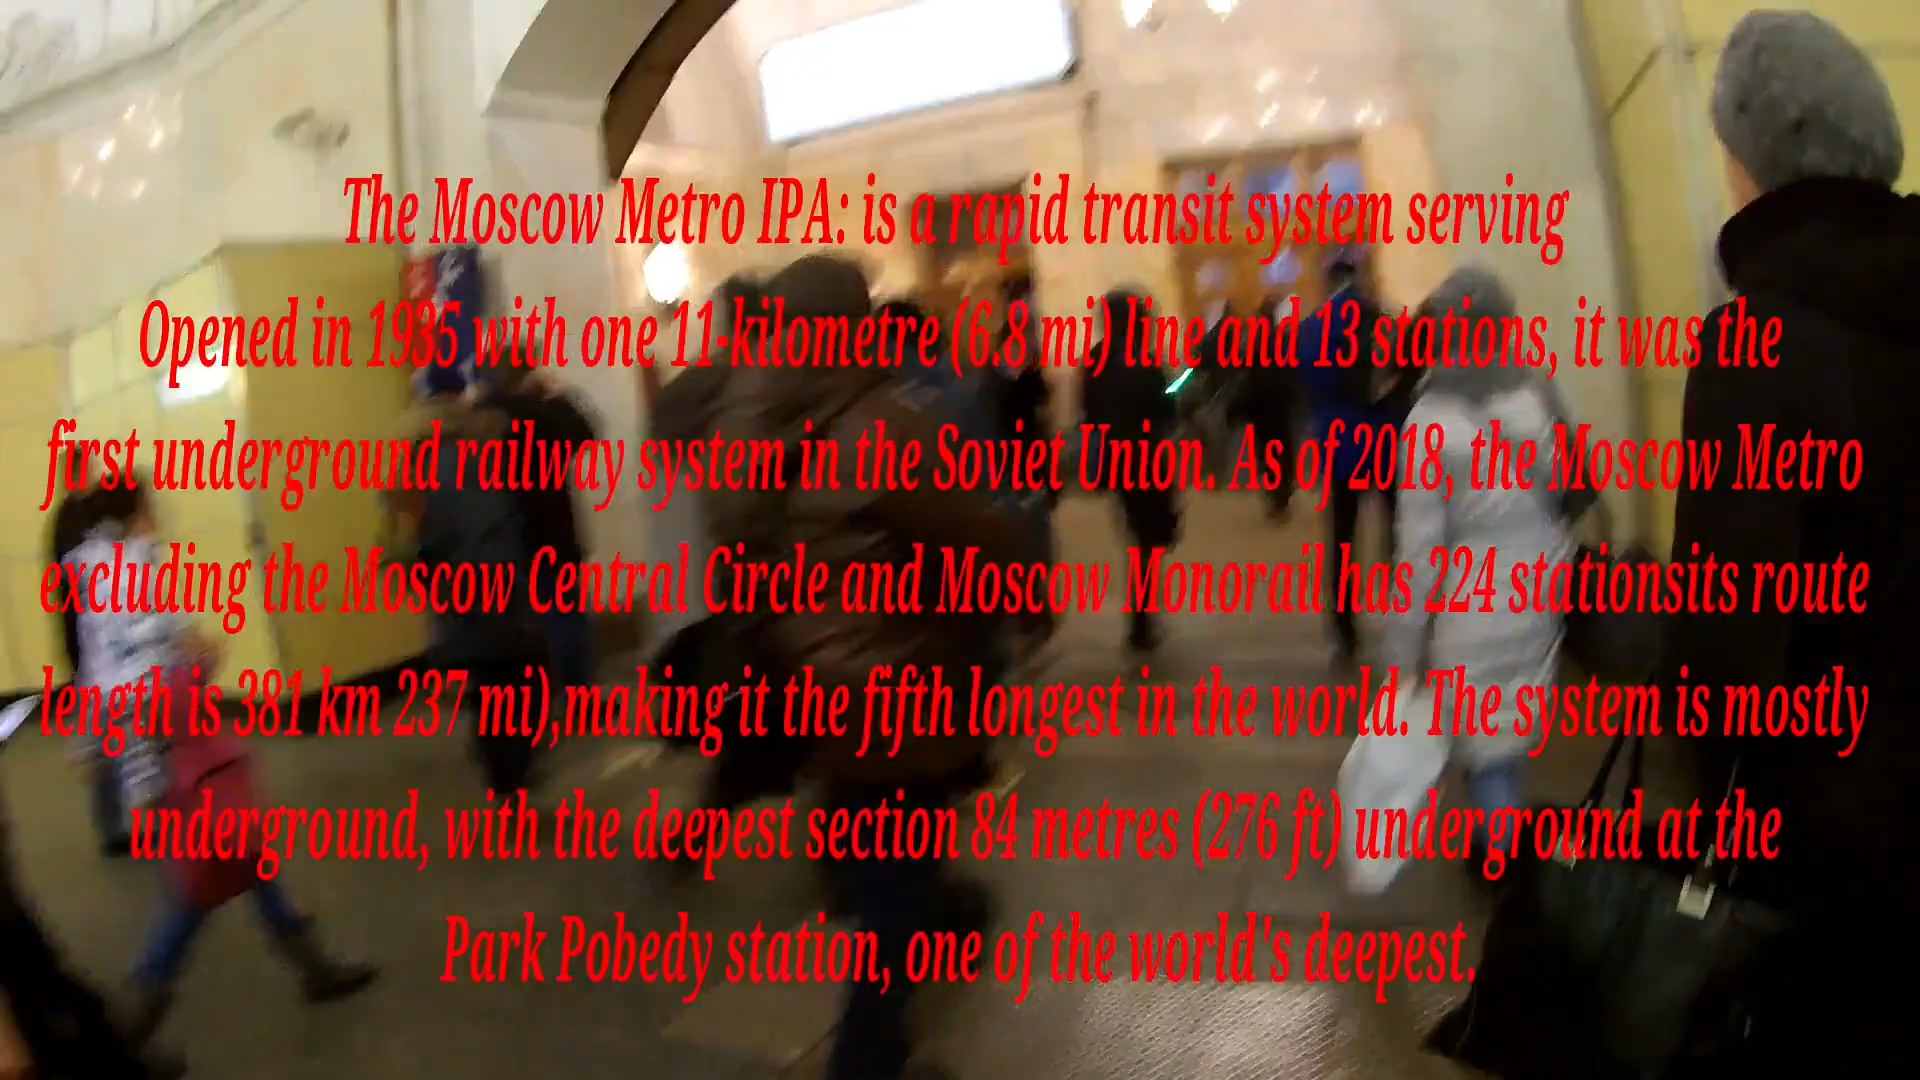 The Moscow Metro IPA: is a rapid transit system serving
Opened in 1935 with one 11-kilometre (6.8 mi) line and 13 stations, it was the
first underground railway system in the Soviet Union. As of 2018, the Moscow Metro
excluding the Moscow Central Circle and Moscow Monorail has 224 stationsits route
length is 381 km 237 mi),making it the fifth longest in the world. The system is mostly
underground, with the deepest section 84 metres (276 ft) underground at the
Park Pobedy station, one of the world's deepest.